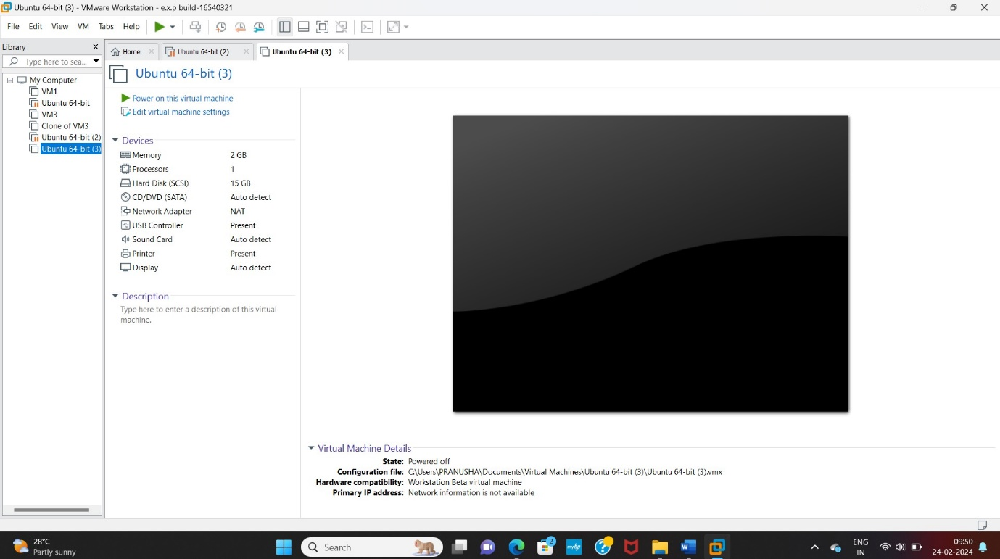 Ubuntu 64-bit (3) - VMware Workstation - e.x.p build-16540321
File Edit View VM Tabs Help
Library
Type here to sea...
My Computer
VM1
Ubuntu 64-bit
VM3
Clone of VM3
Ubuntu 64-bit (2)
Ubuntu 64-bit (3)
Home
Ubuntu 64-bit (2)
Ubuntu 64-bit (3)
Ubuntu 64-bit (3)
Power on this virtual machine
Edit virtual machine settings
Devices
Memory 2 GB
Processors 1
Hard Disk (SCSI) 15 GB
CD/DVD (SATA) Auto detect
Network Adapter NAT
USB Controller Present
Sound Card Auto detect
Printer Present
Display Auto detect
Description
Type here to enter a description of this virtual
machine.
Virtual Machine Details
State: Powered off
Configuration file: C:\Users\PRANUSHA\Documents\Virtual Machines\Ubuntu 64-bit (3)\Ubuntu 64-bit (3).vmx
Hardware compatibility: Workstation Beta virtual machine
Primary IP address: Network information is not available
28°C
Partly sunny
Search
2
myhp
W
ENG
IN
09:50
24-02-2024